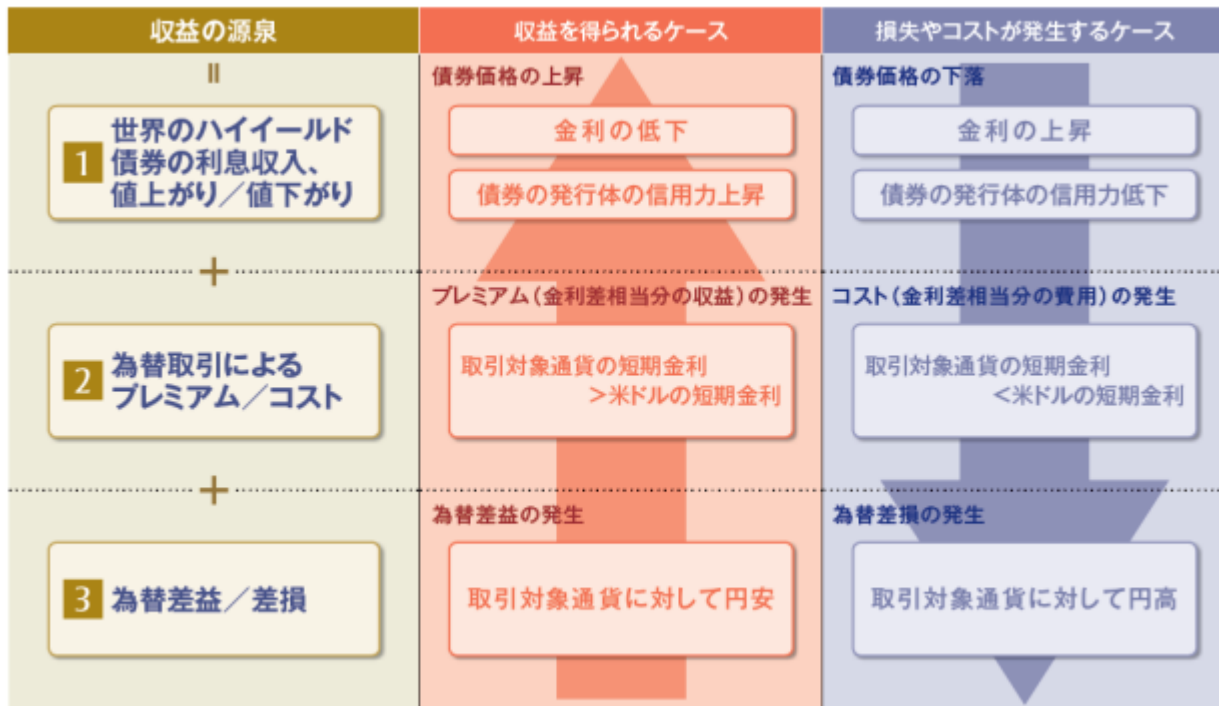 収益の源泉
収益を得られるケース
損失やコストが発生するケース
=
1
世界のハイイールド
債券の利息収入、
値上がり／値下がり
債券価格の上昇
金利の低下
債券の発行体の信用力上昇
債券価格の下落
金利の上昇
債券の発行体の信用力低下
+
2
為替取引による
プレミアム／コスト
プレミアム（金利差相当分の収益）の発生
取引対象通貨の短期金利
＞米ドルの短期金利
コスト（金利差相当分の費用）の発生
取引対象通貨の短期金利
＜米ドルの短期金利
+
3
為替差益／差損
為替差益の発生
取引対象通貨に対して円安
為替差損の発生
取引対象通貨に対して円高